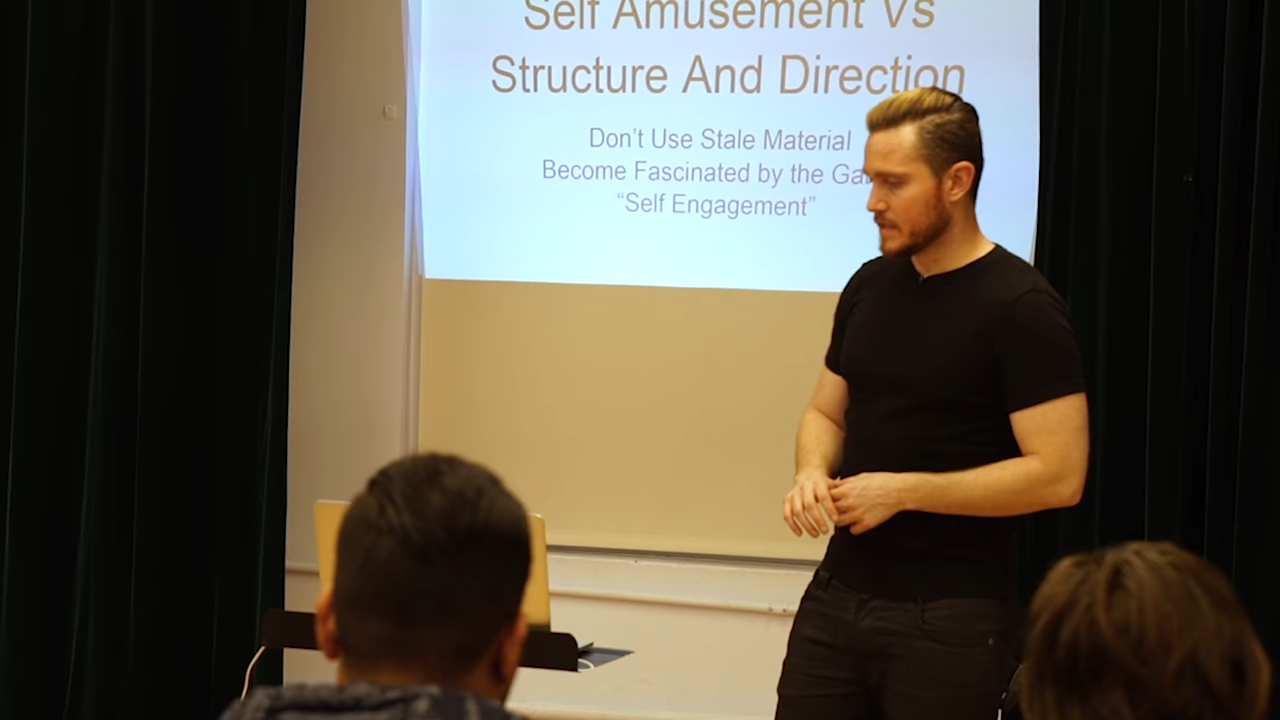 Self Amusement Vs
Structure And Direction
Don't Use Stale Material
Become Fascinated by the
"Self Engagement"